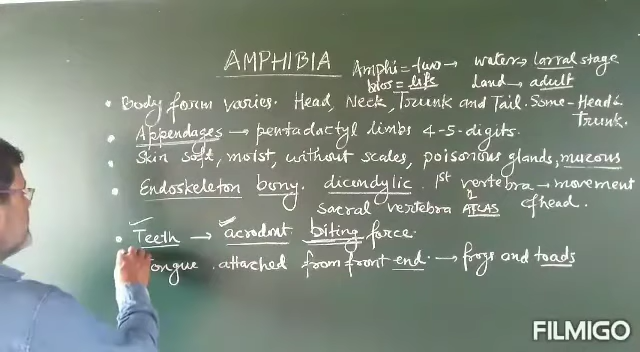 AMPHIBIA Amphi = two → water → larval stage
bios = life Land → adult
• Body form varies. Head, Neck, Trunk and Tail. Some - Head & Trunk.
• Appendages → pentadactyl limbs 4-5-digits.
• Skin soft, moist, without scales, poisonous glands, mucous
• Endoskeleton bony. dicondylic. 1st vertebra → movement
sacral vertebra ATLAS of head.
• Teeth → acrodont biting force.
Tongue attached from front end. → frogs and toads
FILMIGO